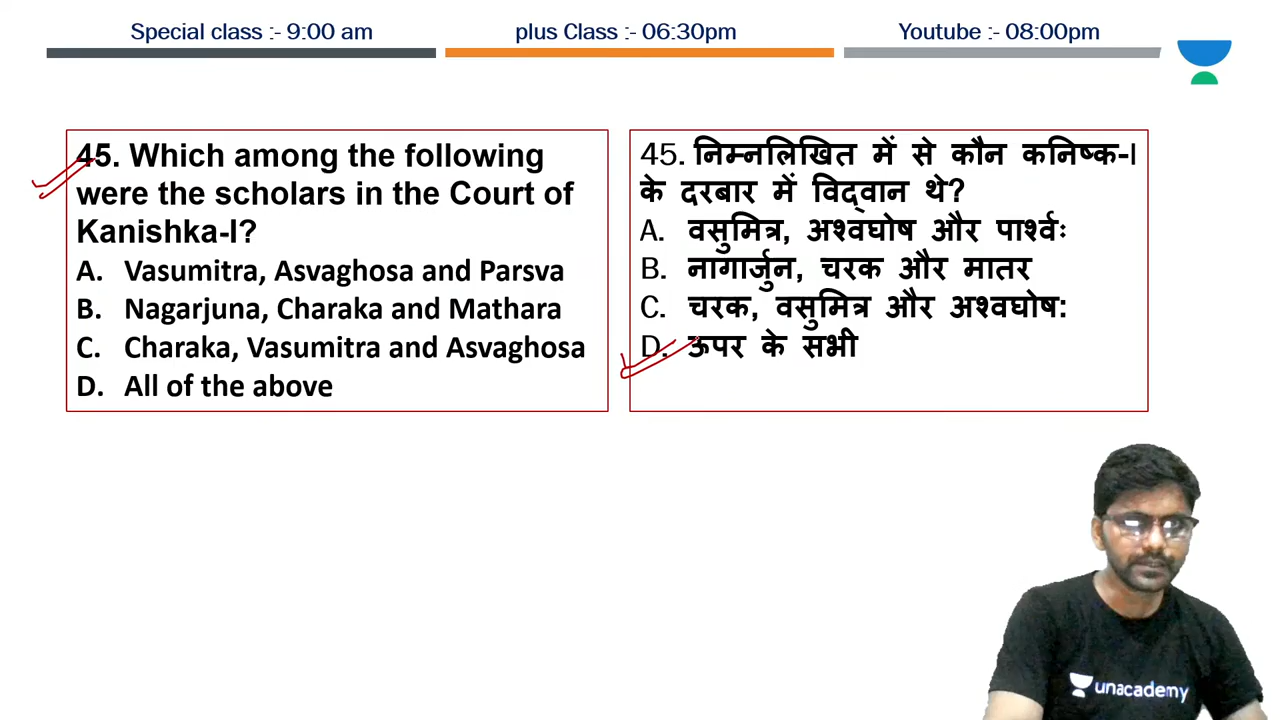 Special class :- 9:00 am
plus Class :- 06:30pm
Youtube :- 08:00pm
45. Which among the following
were the scholars in the Court of
Kanishka-I?
A. Vasumitra, Asvaghosa and Parsva
B. Nagarjuna, Charaka and Mathara
C. Charaka, Vasumitra and Asvaghosa
D. All of the above
45. निम्नलिखित में से कौन कनिष्क-I
के दरबार में विद्वान थे?
A. वसुमित्र, अश्वघोष और पार्श्वः
B. नागार्जुन, चरक और मातर
C. चरक, वसुमित्र और अश्वघोष:
D. ऊपर के सभी
unacademy